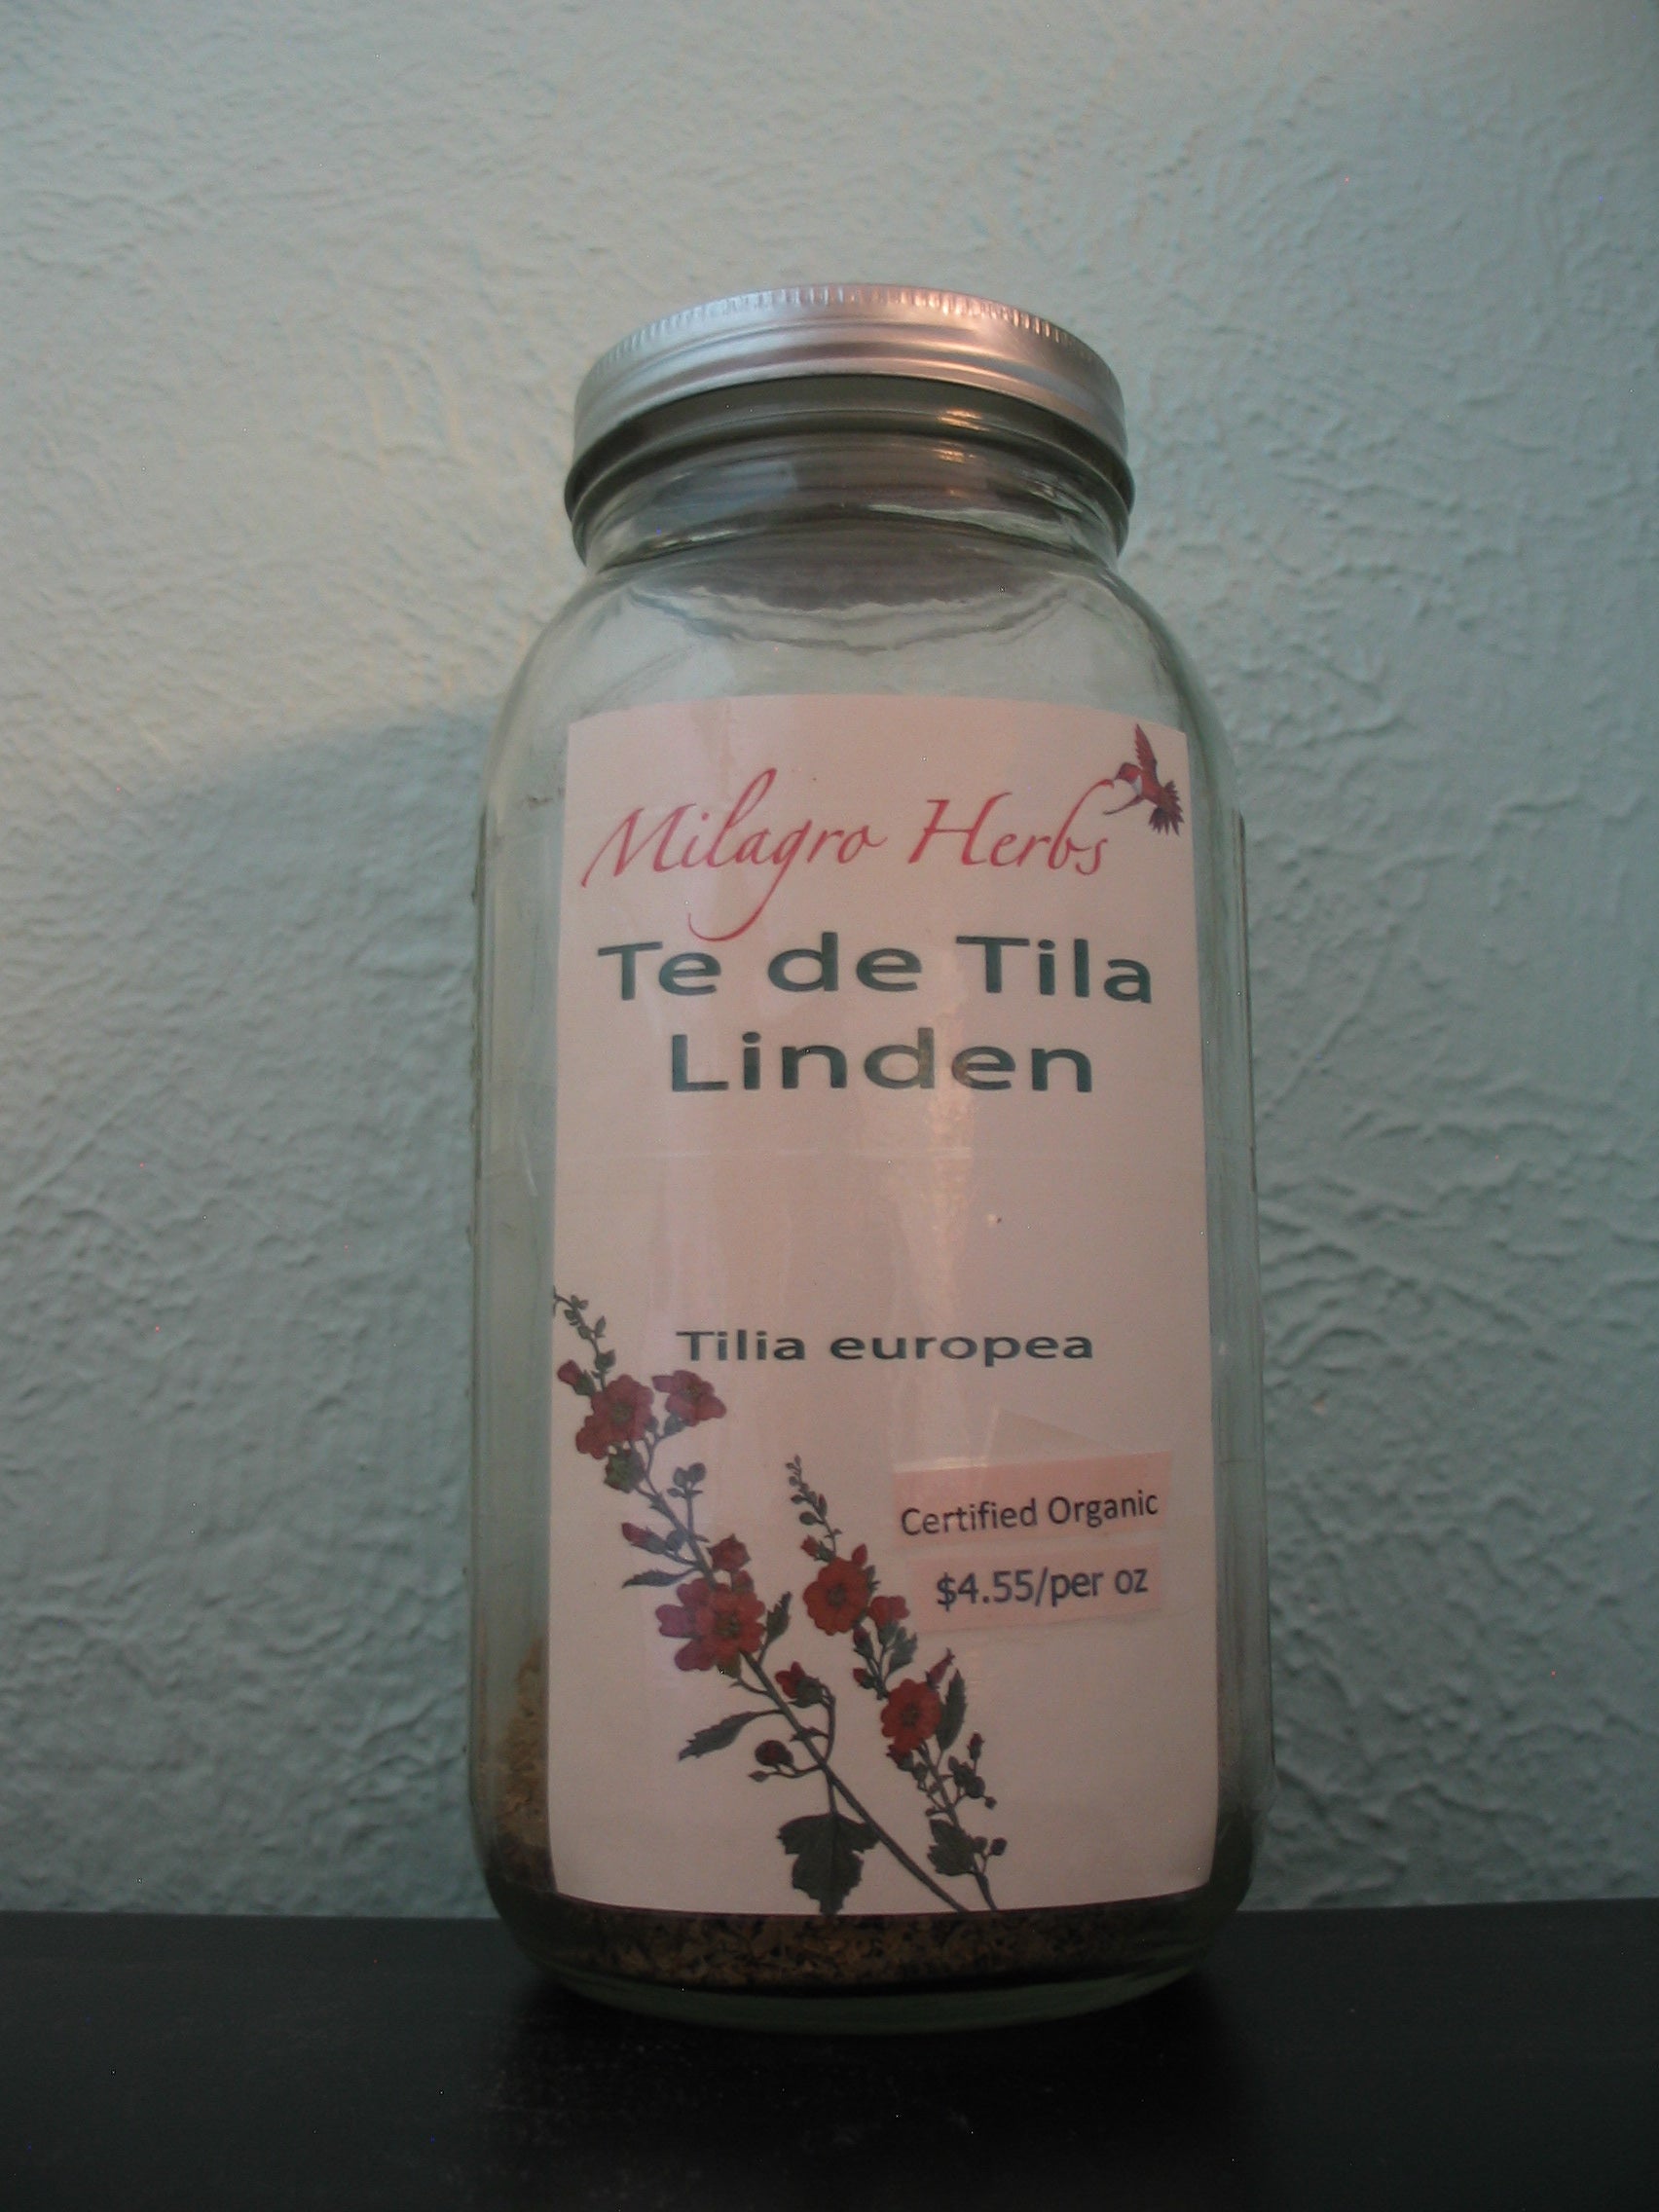 Milagro Herbs
Te de Tila
Linden
Tilia europea
Certified Organic
$4.55/per oz